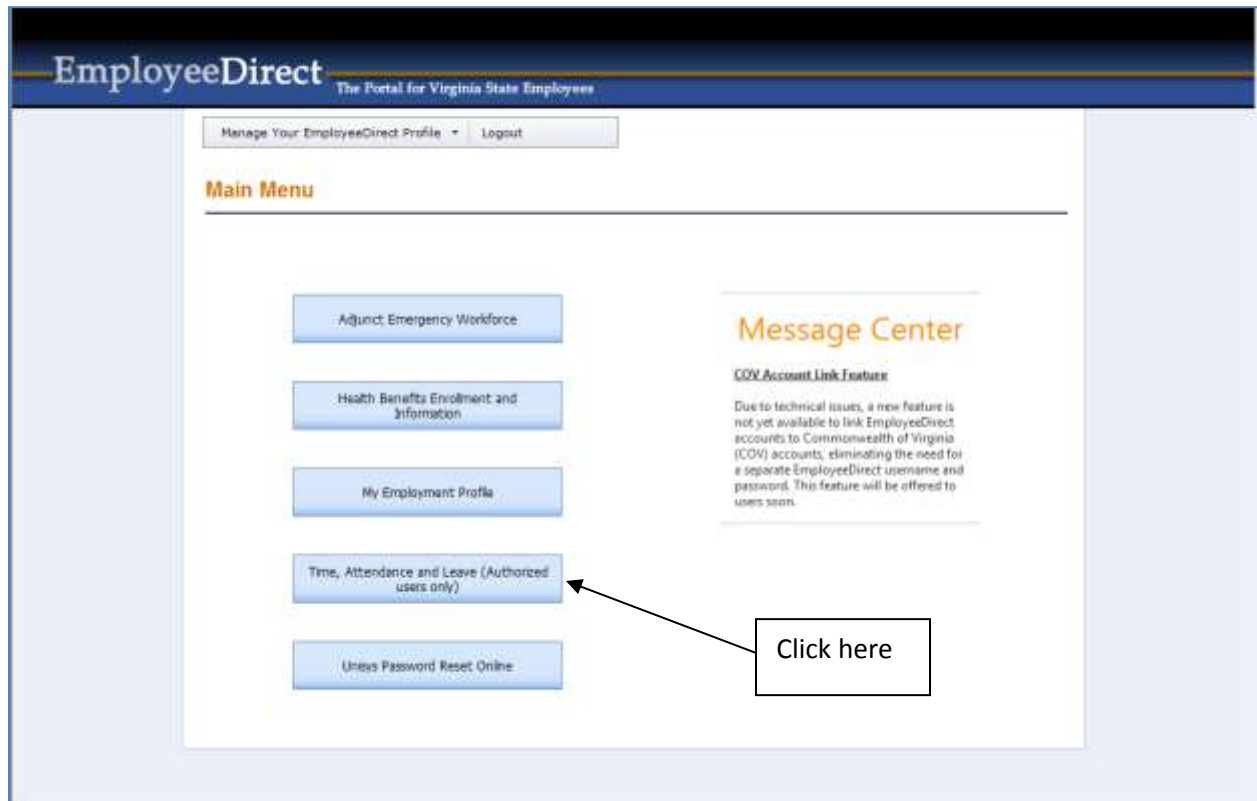 EmployeeDirect
The Portal for Virginia State Employees
Manage Your EmployeeDirect Profile Logout
Main Menu
Adjunct Emergency Workforce
Health Benefits Enrollment and
Information
My Employment Profile
Time, Attendance and Leave (Authorized
users only)
Unisys Password Reset Online
Message Center
COV Account Link Feature
Due to technical issues, a new feature is
not yet available to link EmployeeDirect
accounts to Commonwealth of Virginia
(COV) accounts, eliminating the need for
a separate EmployeeDirect username and
password. This feature will be offered to
users soon.
Click here